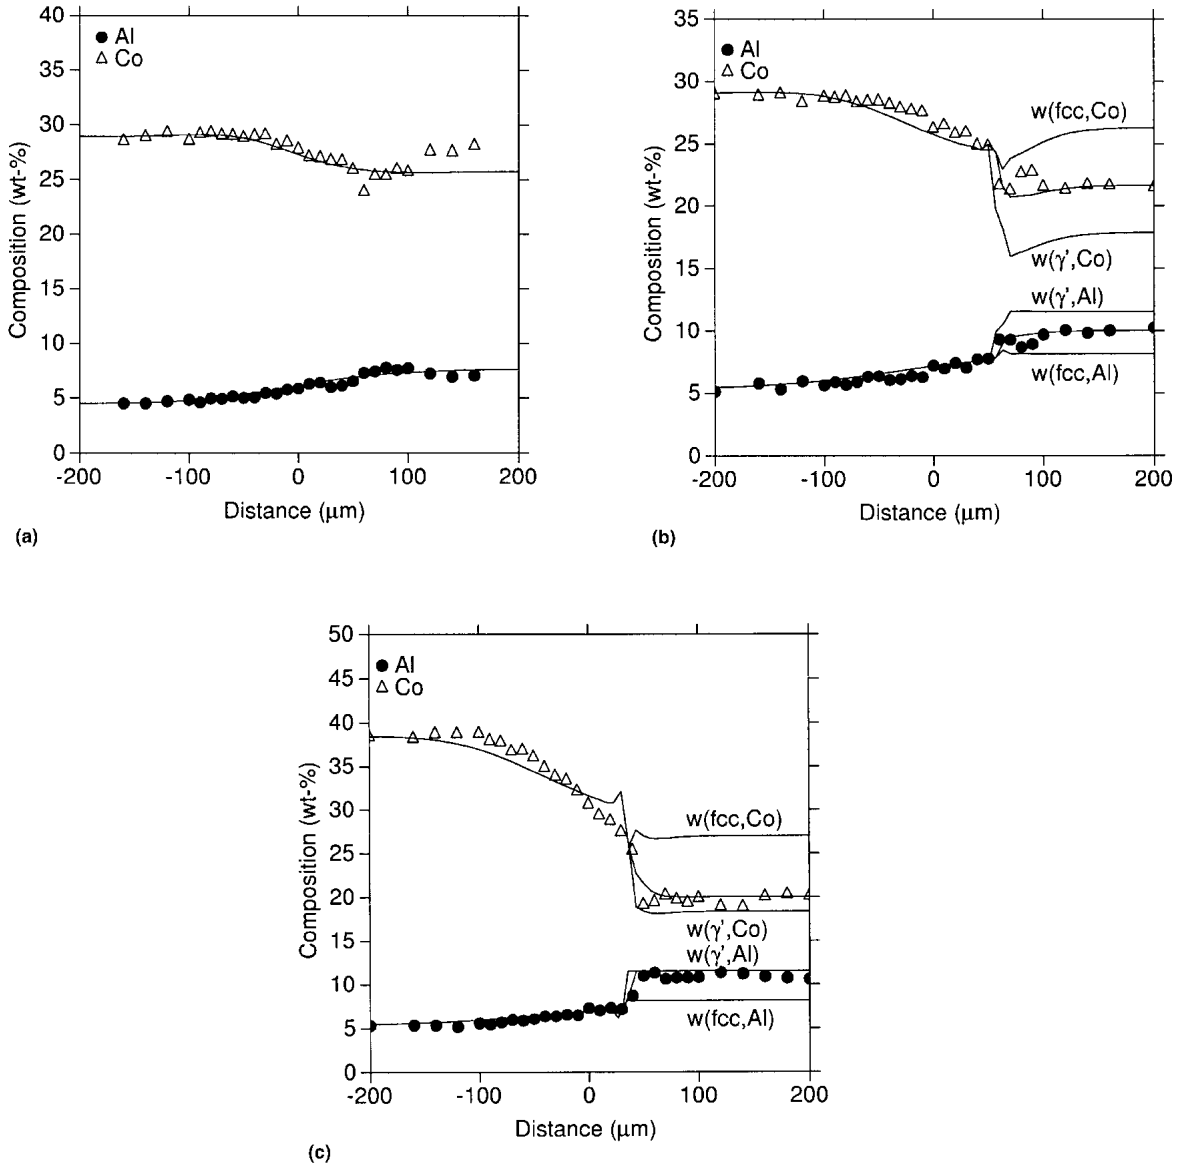 40
35
30
25
20
15
10
5
0
Al
Co
Composition (wt-%)
-200
-100
0
100
200
Distance (μm)
(a)
35
30
25
20
15
10
5
0
Al
Co
w(fcc,Co)
w(γ',Co)
w(γ',Al)
w(fcc,Al)
Composition (wt-%)
-200
-100
0
100
200
Distance (μm)
(b)
50
45
40
35
30
25
20
15
10
5
0
Al
Co
w(fcc,Co)
w(γ',Co)
w(γ',Al)
w(fcc,Al)
Composition (wt-%)
-200
-100
0
100
200
Distance (μm)
(c)